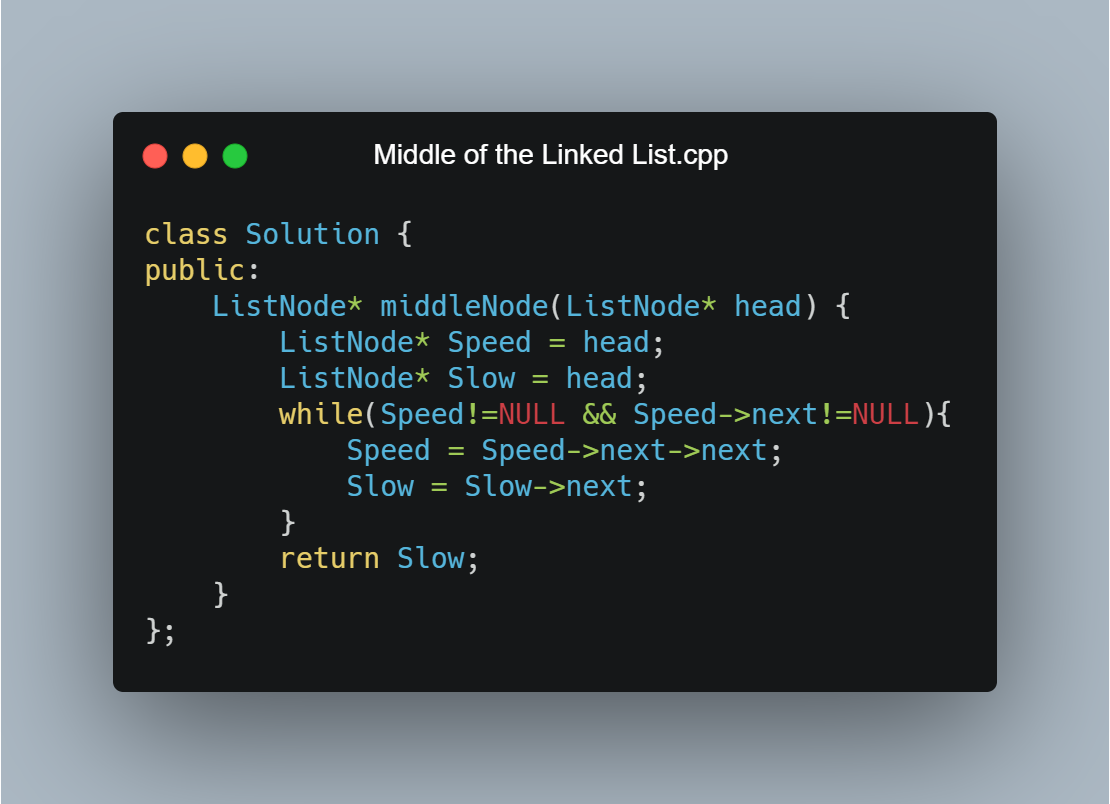 Middle of the Linked List.cpp
class Solution {
public:
    ListNode* middleNode(ListNode* head) {
        ListNode* Speed = head;
        ListNode* Slow = head;
        while(Speed!=NULL && Speed->next!=NULL){
            Speed = Speed->next->next;
            Slow = Slow->next;
        }
        return Slow;
    }
};